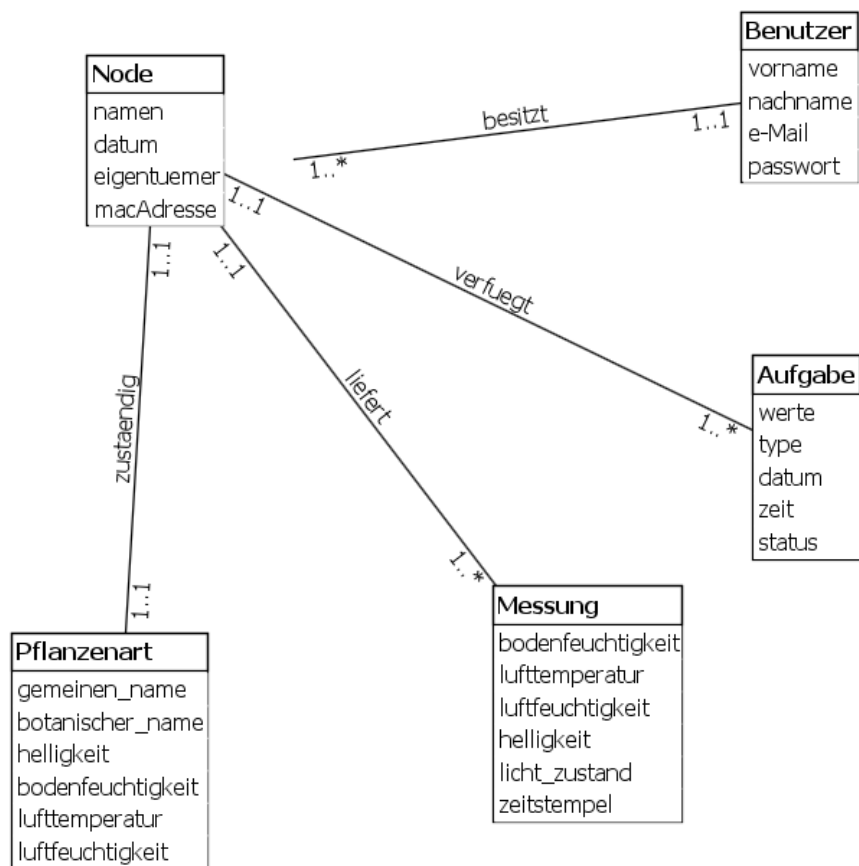 Benutzer
vorname
nachname
e-Mail
passwort
Node
namen
datum
eigentuemer
macAdresse
besitzt
1..*
1..1
1..1
verfuegt
1.. *
1..1
liefert
1.. *
1..1
zustaendig
1..1
Aufgabe
werte
type
datum
zeit
status
Messung
bodenfeuchtigkeit
lufttemperatur
luftfeuchtigkeit
helligkeit
licht_zustand
zeitstempel
Pflanzenart
gemeinen_name
botanischer_name
helligkeit
bodenfeuchtigkeit
lufttemperatur
luftfeuchtigkeit